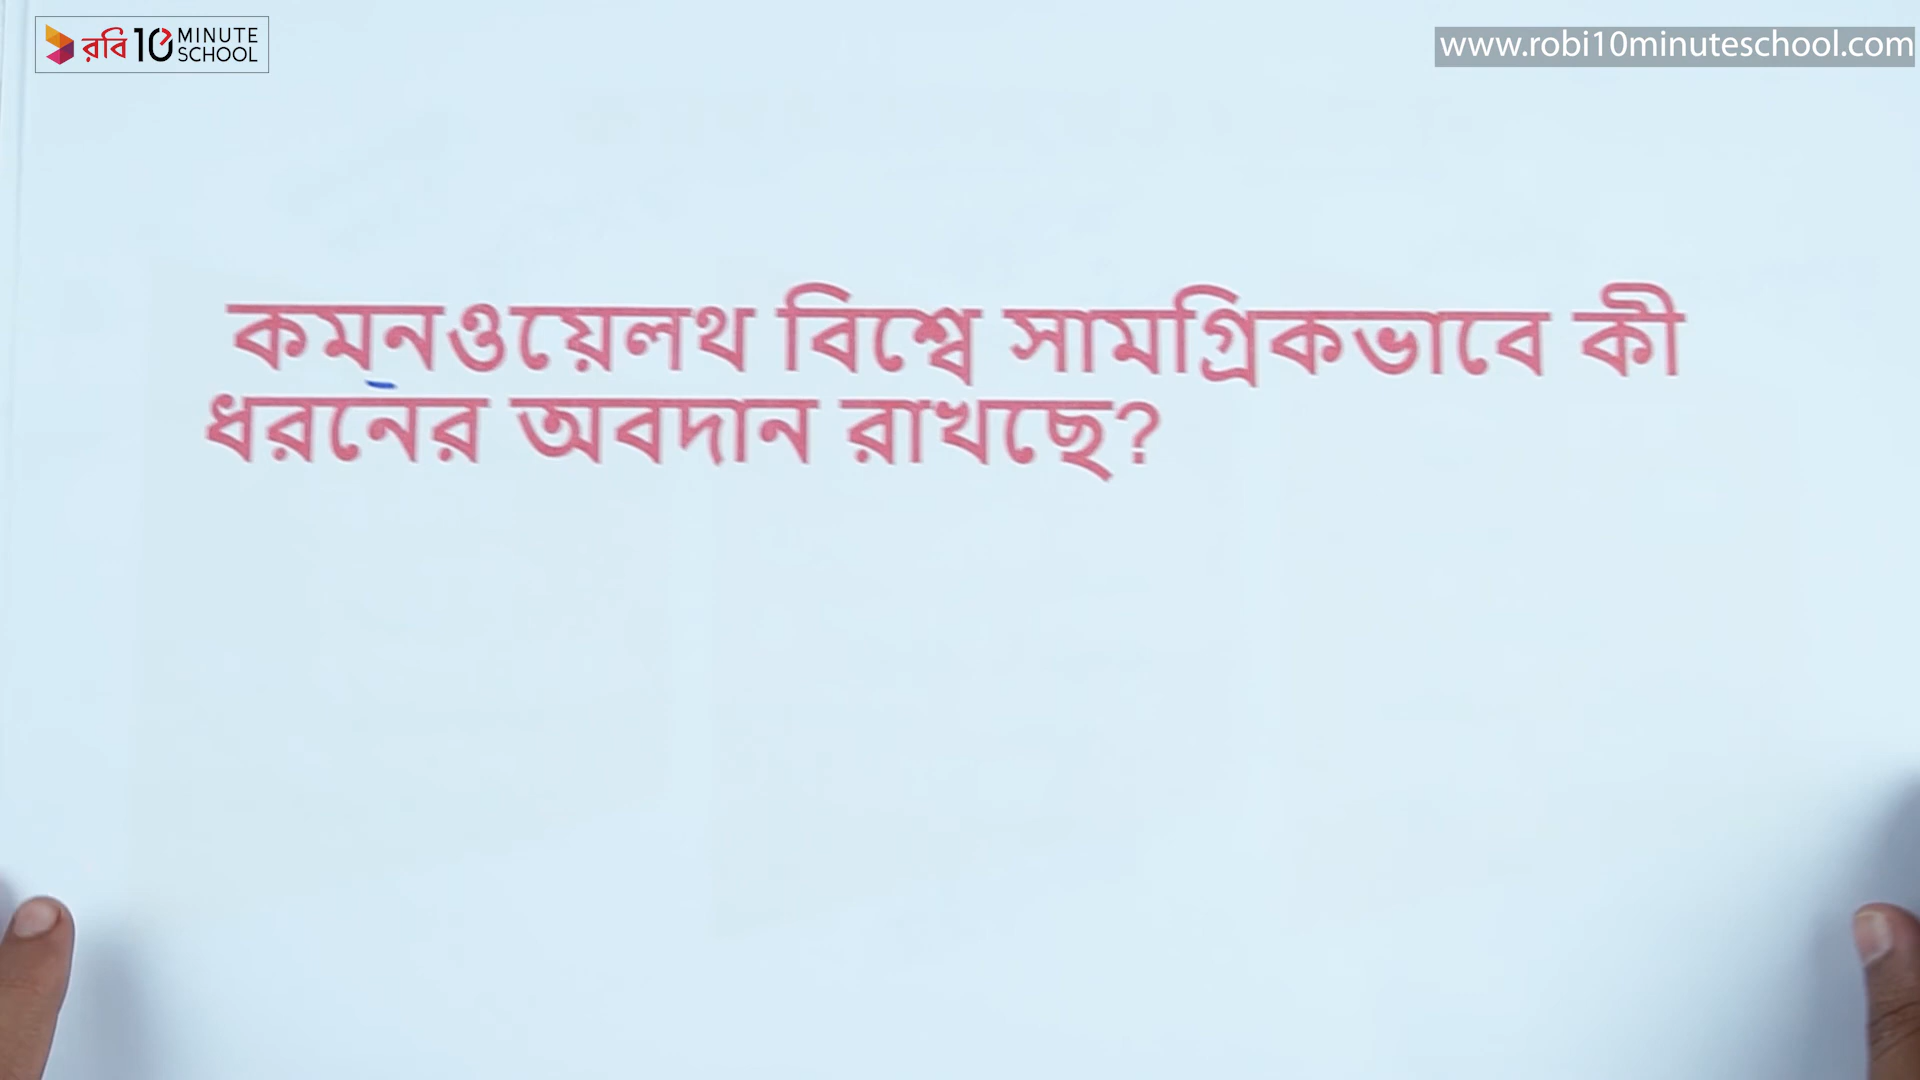 রবি 10 MINUTE SCHOOL
www.robi10minuteschool.com
কমনওয়েলথ বিশ্বে সামগ্রিকভাবে কী
ধরনের অবদান রাখছে?